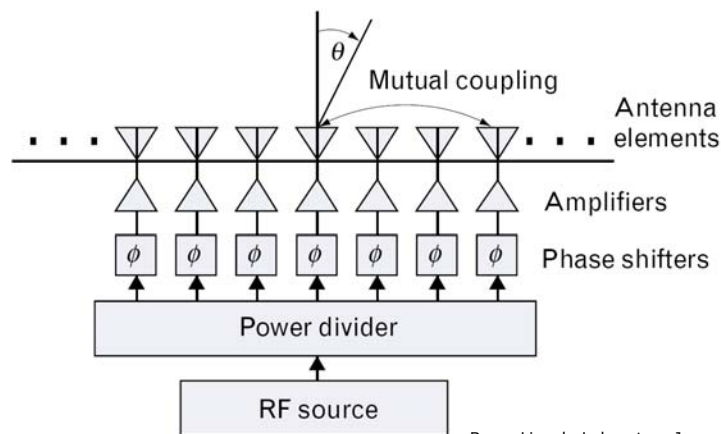 θ
Mutual coupling
Antenna
elements
Amplifiers
ϕ ϕ ϕ ϕ ϕ ϕ ϕ
Phase shifters
Power divider
RF source